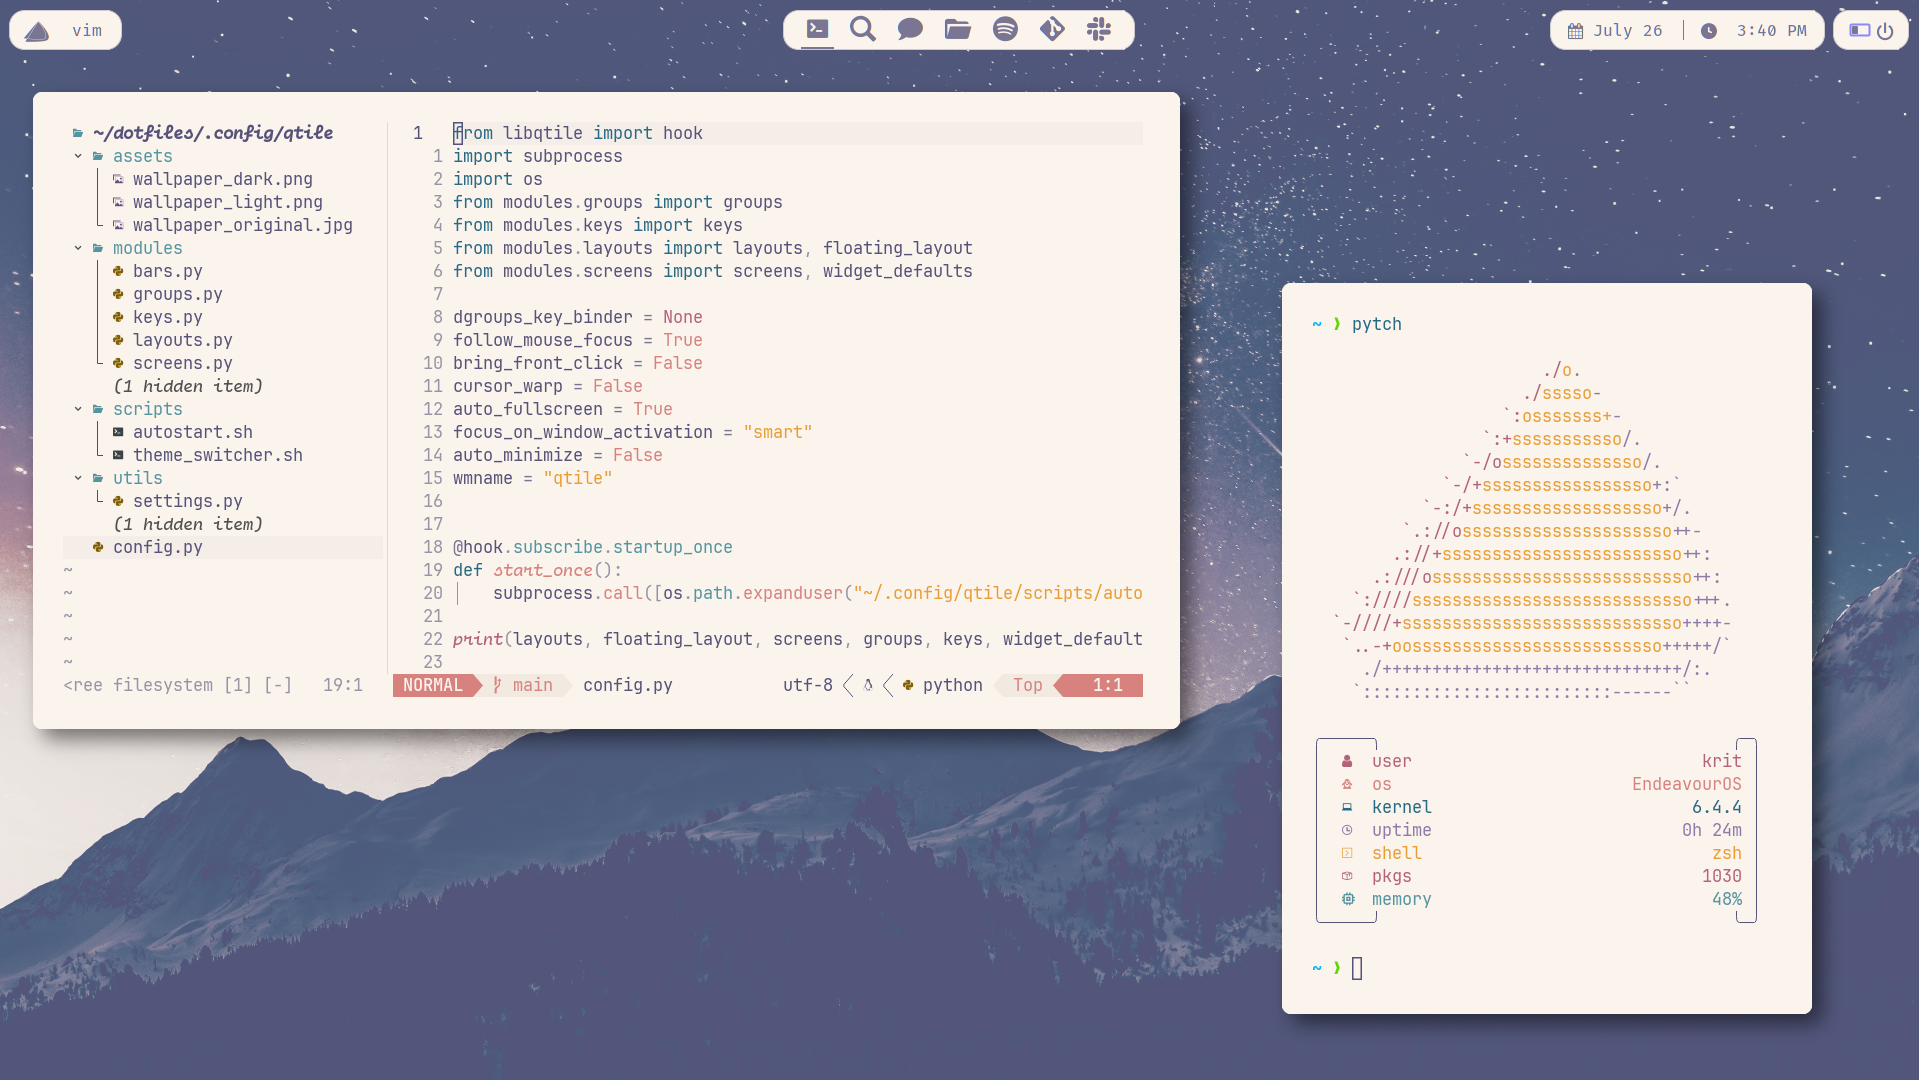 vim
July 26
3:40 PM
~/dotfiles/.config/qtile
assets
wallpaper_dark.png
wallpaper_light.png
wallpaper_original.jpg
modules
bars.py
groups.py
keys.py
layouts.py
screens.py
(1 hidden item)
scripts
autostart.sh
theme_switcher.sh
utils
settings.py
(1 hidden item)
config.py
~
~
~
~
~
<ree filesystem [1] [-]   19:1
1 from libqtile import hook
1 import subprocess
2 import os
3 from modules.groups import groups
4 from modules.keys import keys
5 from modules.layouts import layouts, floating_layout
6 from modules.screens import screens, widget_defaults
7
8 dgroups_key_binder = None
9 follow_mouse_focus = True
10 bring_front_click = False
11 cursor_warp = False
12 auto_fullscreen = True
13 focus_on_window_activation = "smart"
14 auto_minimize = False
15 wmname = "qtile"
16
17
18 @hook.subscribe.startup_once
19 def start_once():
20     subprocess.call([os.path.expanduser("~/.config/qtile/scripts/auto
21
22 print(layouts, floating_layout, screens, groups, keys, widget_default
23
NORMAL main config.py utf-8 python Top 1:1
~ ❯ pytch
./o.
./sssso-
`:osssssss+-
`:+sssssssssso/.
`-/ossssssssssssso/.
`-/+sssssssssssssssso+:`
`-:/+sssssssssssssssssso+/.
`.://osssssssssssssssssssso++-
.://+ssssssssssssssssssssssso++:
.:///ossssssssssssssssssssssssso++:
`:////ssssssssssssssssssssssssssso+++.
`-////+ssssssssssssssssssssssssssso++++-
`..-+oosssssssssssssssssssssssso+++++/`
./++++++++++++++++++++++++++++++/:.
`:::::::::::::::::::::::::------``
user krit
os EndeavourOS
kernel 6.4.4
uptime 0h 24m
shell zsh
pkgs 1030
memory 48%
~ ❯